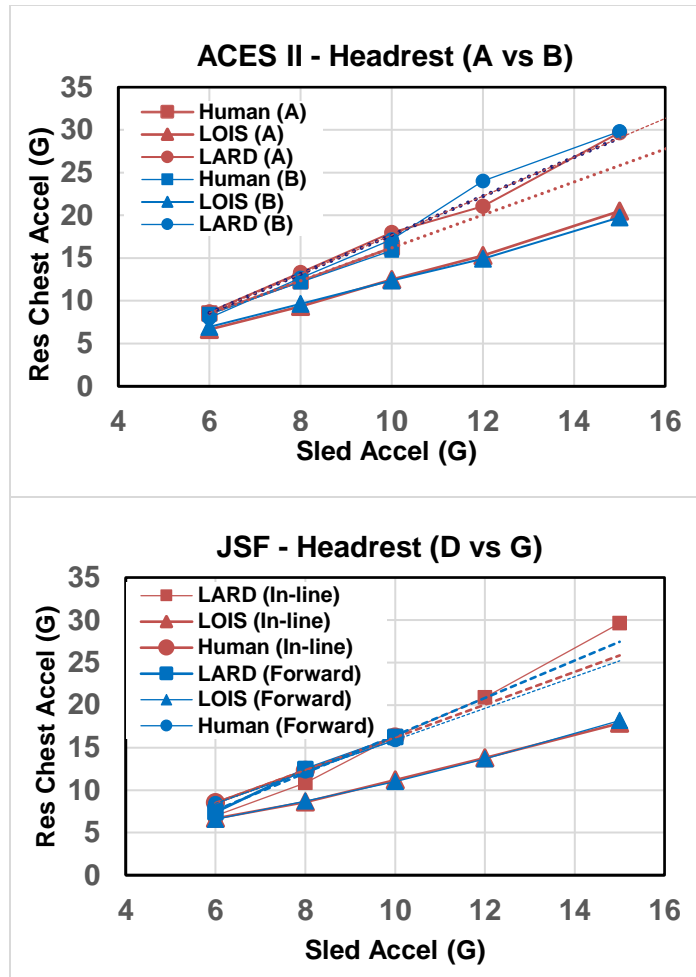 ACES II - Headrest (A vs B)
35
30
25
20
15
10
5
0
Res Chest Accel (G)
Human (A)
LOIS (A)
LARD (A)
Human (B)
LOIS (B)
LARD (B)
4 6 8 10 12 14 16
Sled Accel (G)
JSF - Headrest (D vs G)
35
30
25
20
15
10
5
0
Res Chest Accel (G)
LARD (In-line)
LOIS (In-line)
Human (In-line)
LARD (Forward)
LOIS (Forward)
Human (Forward)
4 6 8 10 12 14 16
Sled Accel (G)